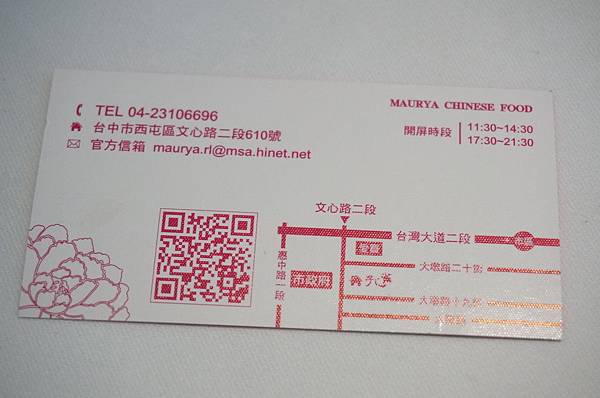 MAURYA CHINESE FOOD
TEL 04-23106696
台中市西屯區文心路二段610號
官方信箱 maurya.rl@msa.hinet.net
開屏時段
11:30~14:30
17:30~21:30
文心路二段
台灣大道二段
惠中路一段
市政府
大墩路二十街